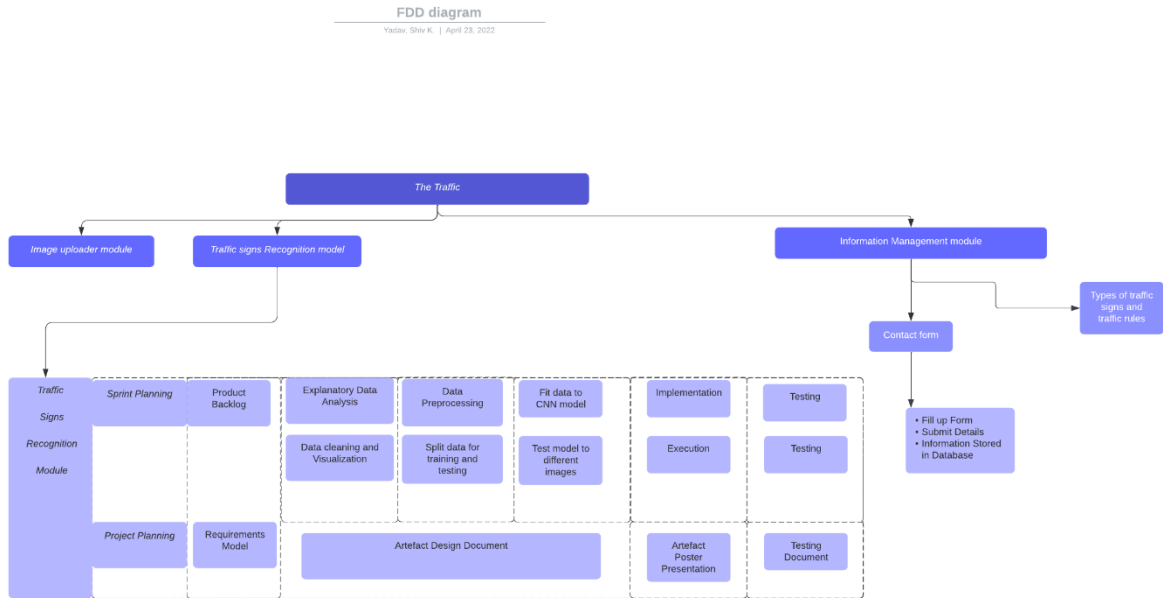 FDD diagram
Yadav, Shiv K. | April 23, 2022
The Traffic
Image uploader module
Traffic signs Recognition model
Information Management module
Types of traffic
signs and
traffic rules
Contact form
Traffic
Signs
Recognition
Module
Sprint Planning
Product
Backlog
Explanatory Data
Analysis
Data
Preprocessing
Fit data to
CNN model
Implementation
Testing
Data cleaning and
Visualization
Split data for
training and
testing
Test model to
different
images
Execution
Testing
• Fill up Form
• Submit Details
• Information Stored
in Database
Project Planning
Requirements
Model
Artefact Design Document
Artefact
Poster
Presentation
Testing
Document